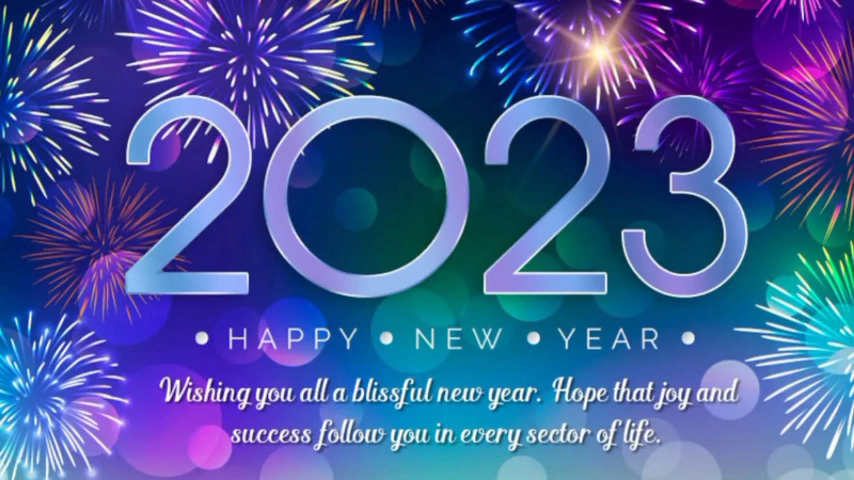 2023
• HAPPY • NEW • YEAR •
Wishing you all a blissful new year. Hope that joy and
success follow you in every sector of life.